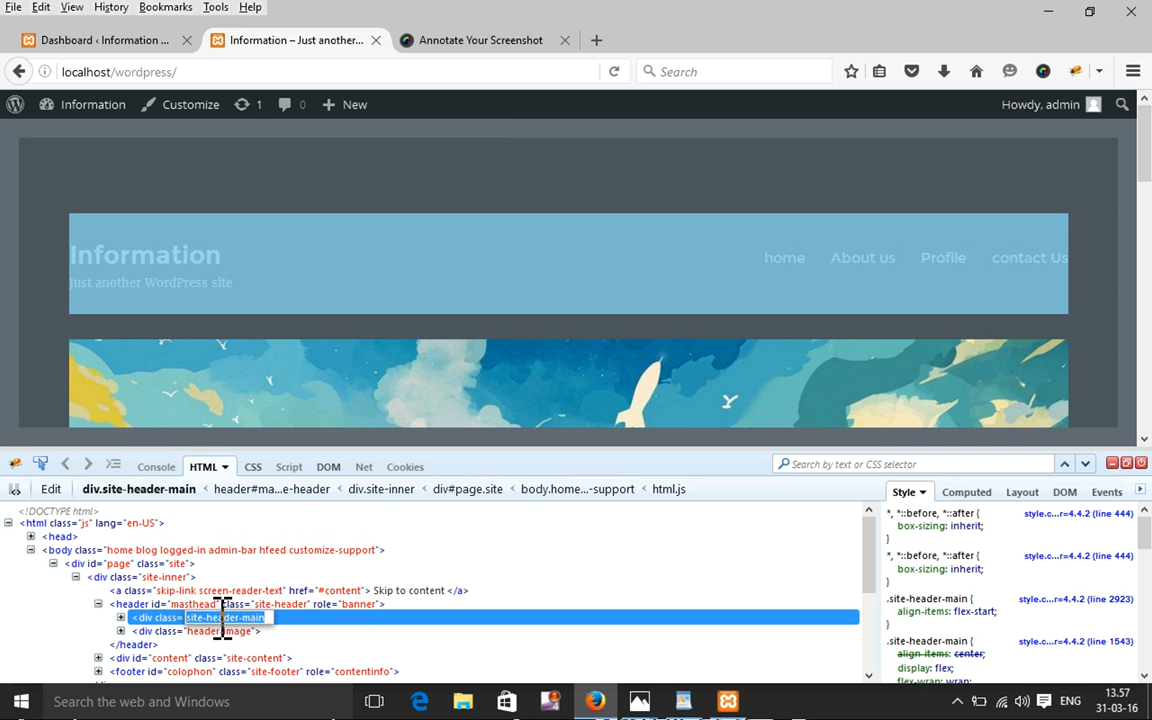 File Edit View History Bookmarks Tools Help
Dashboard ‹ Information ... Information – Just another... Annotate Your Screenshot
localhost/wordpress/ Search
Information Customize 1 0 New Howdy, admin
Information
Just another WordPress site
home About us Profile contact Us
Console HTML CSS Script DOM Net Cookies Search by text or CSS selector
Edit div.site-header-main < header#ma...e-header < div.site-inner < div#page.site < body.home...-support < html.js
Style Computed Layout DOM Events
<!DOCTYPE html>
<html class="js" lang="en-US">
<head>
<body class="home blog logged-in admin-bar hfeed customize-support">
<div id="page" class="site">
<div class="site-inner">
<a class="skip-link screen-reader-text" href="#content"> Skip to content </a>
<header id="masthead" class="site-header" role="banner">
<div class= site-header-main
<div class="header-image">
</header>
<div id="content" class="site-content">
<footer id="colophon" class="site-footer" role="contentinfo">
*, *::before, *::after { style.c...r=4.4.2 (line 444)
box-sizing: inherit;
}
*, *::before, *::after { style.c...r=4.4.2 (line 444)
box-sizing: inherit;
}
.site-header-main { style.c...r=4.4.2 (line 2923)
align-items: flex-start;
}
.site-header-main { style.c...r=4.4.2 (line 1543)
align-items: center;
display: flex;
flex-wrap: wrap;
Search the web and Windows ENG 13.57
31-03-16